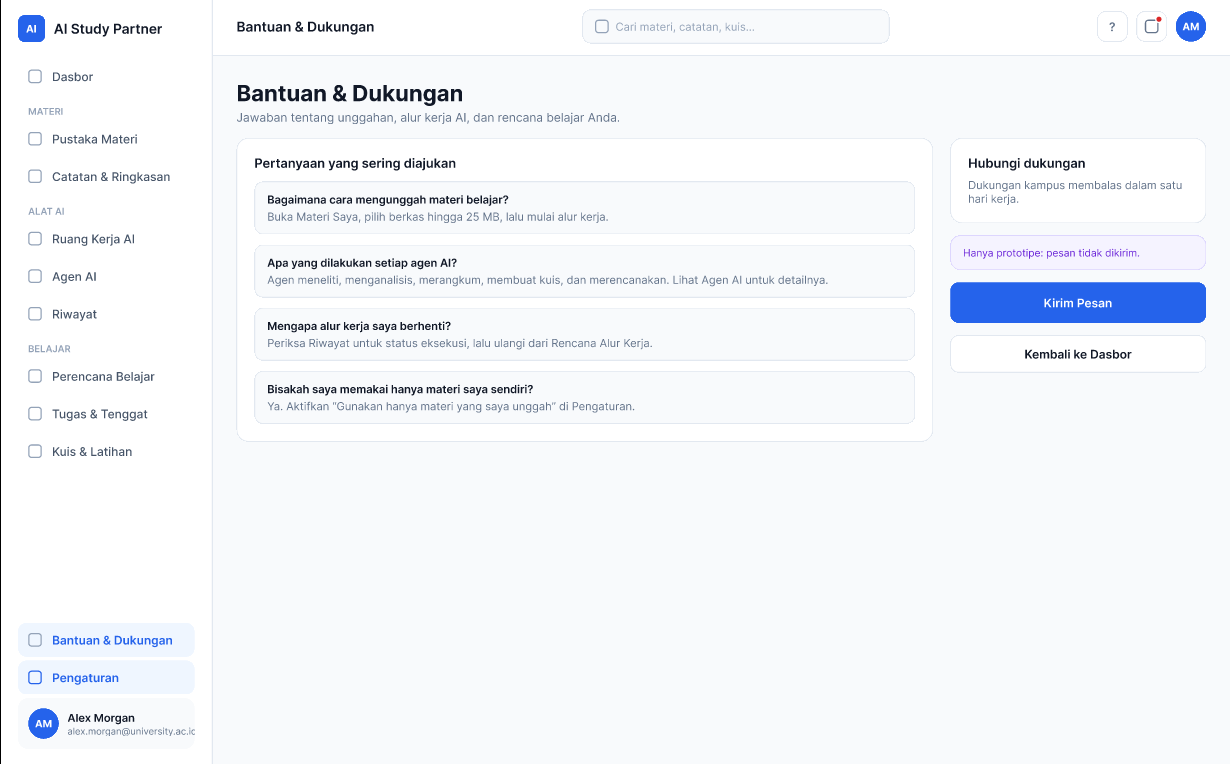 AI
AI Study Partner
Dasbor
MATERI
Pustaka Materi
Catatan & Ringkasan
ALAT AI
Ruang Kerja AI
Agen AI
Riwayat
BELAJAR
Perencana Belajar
Tugas & Tenggat
Kuis & Latihan
Bantuan & Dukungan
Pengaturan
AM
Alex Morgan
alex.morgan@university.ac.ic
Bantuan & Dukungan
Cari materi, catatan, kuis...
?
AM
Bantuan & Dukungan
Jawaban tentang unggahan, alur kerja AI, dan rencana belajar Anda.
Pertanyaan yang sering diajukan
Bagaimana cara mengunggah materi belajar?
Buka Materi Saya, pilih berkas hingga 25 MB, lalu mulai alur kerja.
Apa yang dilakukan setiap agen AI?
Agen meneliti, menganalisis, merangkum, membuat kuis, dan merencanakan. Lihat Agen AI untuk detailnya.
Mengapa alur kerja saya berhenti?
Periksa Riwayat untuk status eksekusi, lalu ulangi dari Rencana Alur Kerja.
Bisakah saya memakai hanya materi saya sendiri?
Ya. Aktifkan “Gunakan hanya materi yang saya unggah” di Pengaturan.
Hubungi dukungan
Dukungan kampus membalas dalam satu
hari kerja.
Hanya prototipe: pesan tidak dikirim.
Kirim Pesan
Kembali ke Dasbor